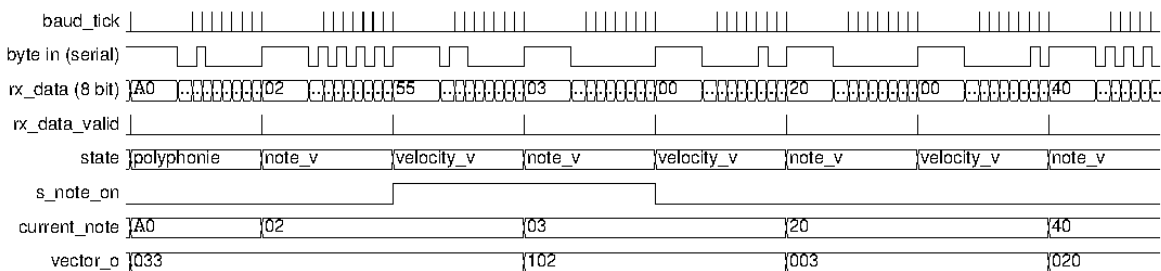 baud_tick
byte in (serial)
rx_data (8 bit) A0 02 55 03 00 20 00 40
rx_data_valid
state polyphonie note_v velocity_v note_v velocity_v note_v velocity_v note_v
s_note_on
current_note A0 02 03 20 40
vector_o 033 102 003 020